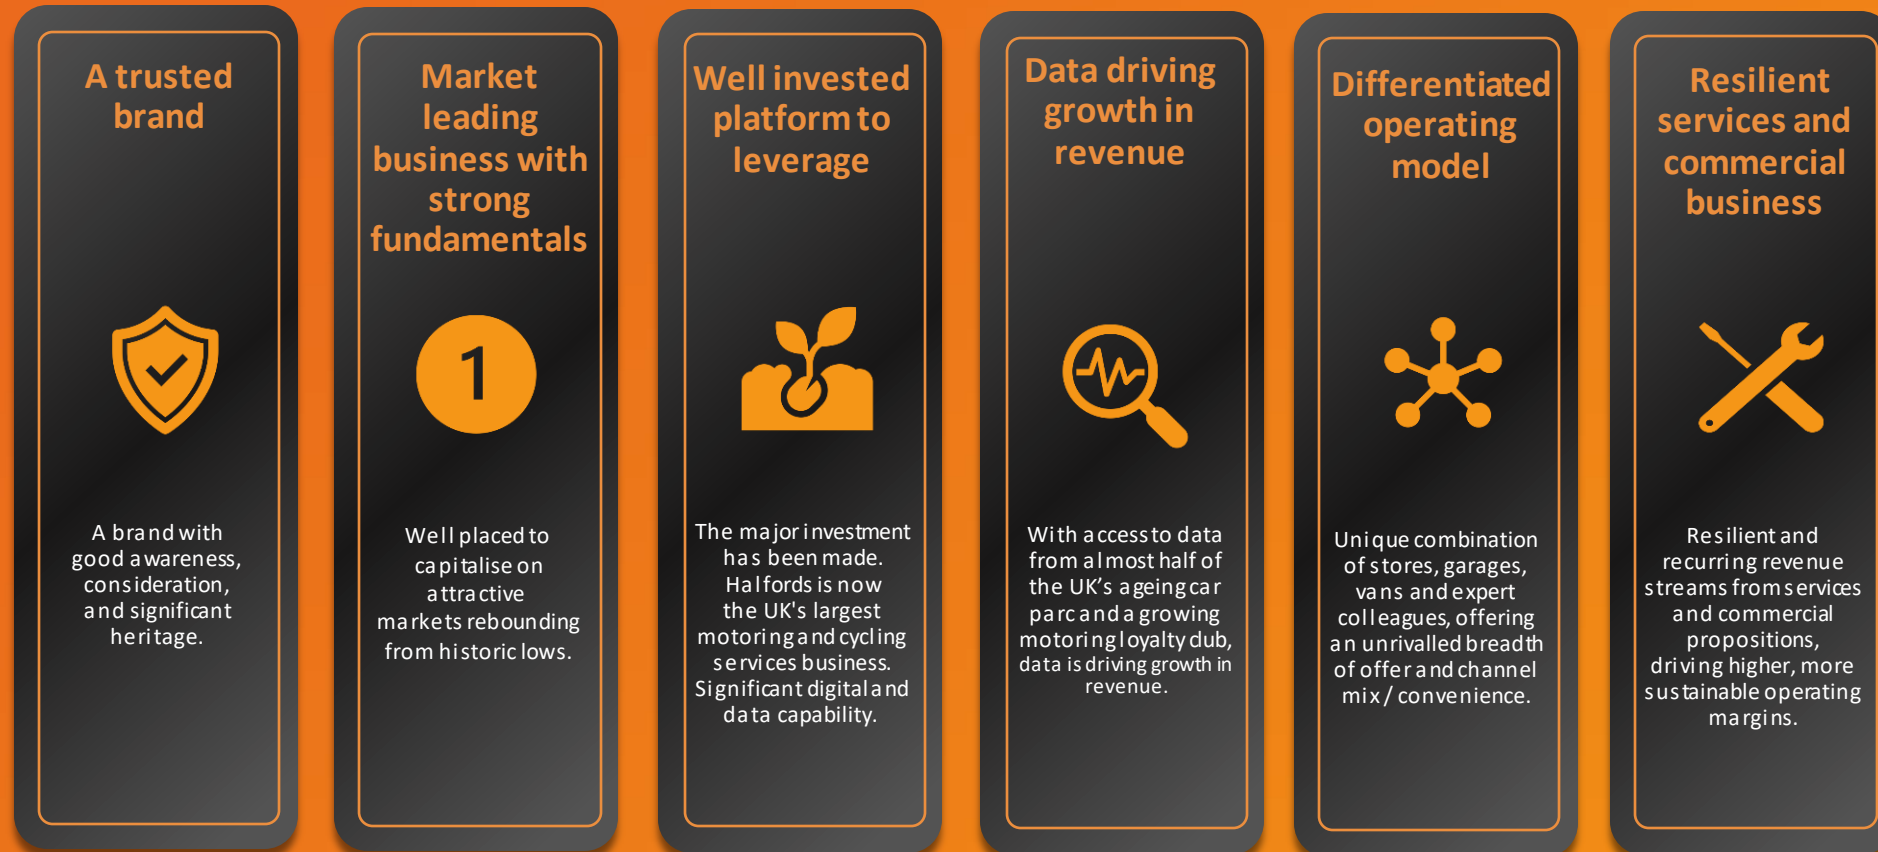 A trusted
brand
A brand with
good awareness,
consideration,
and significant
heritage.
Market
leading
business with
strong
fundamentals
1
Well placed to
capitalise on
attractive
markets rebounding
from historic lows.
Well invested
platform to
leverage
The major investment
has been made.
Halfords is now
the UK's largest
motoring and cycling
services business.
Significant digital and
data capability.
Data driving
growth in
revenue
With access to data
from almost half of
the UK’s ageing car
parc and a growing
motoring loyalty club,
data is driving growth in
revenue.
Differentiated
operating
model
Unique combination
of stores, garages,
vans and expert
colleagues, offering
an unrivalled breadth
of offer and channel
mix / convenience.
Resilient
services and
commercial
business
Resilient and
recurring revenue
streams from services
and commercial
propositions,
driving higher, more
sustainable operating
margins.